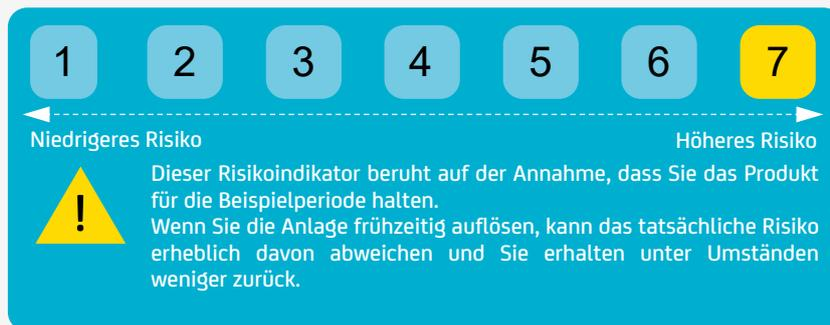 1 2 3 4 5 6 7
Niedrigeres Risiko Höheres Risiko
!
Dieser Risikoindikator beruht auf der Annahme, dass Sie das Produkt
für die Beispielperiode halten.
Wenn Sie die Anlage frühzeitig auflösen, kann das tatsächliche Risiko
erheblich davon abweichen und Sie erhalten unter Umständen
weniger zurück.